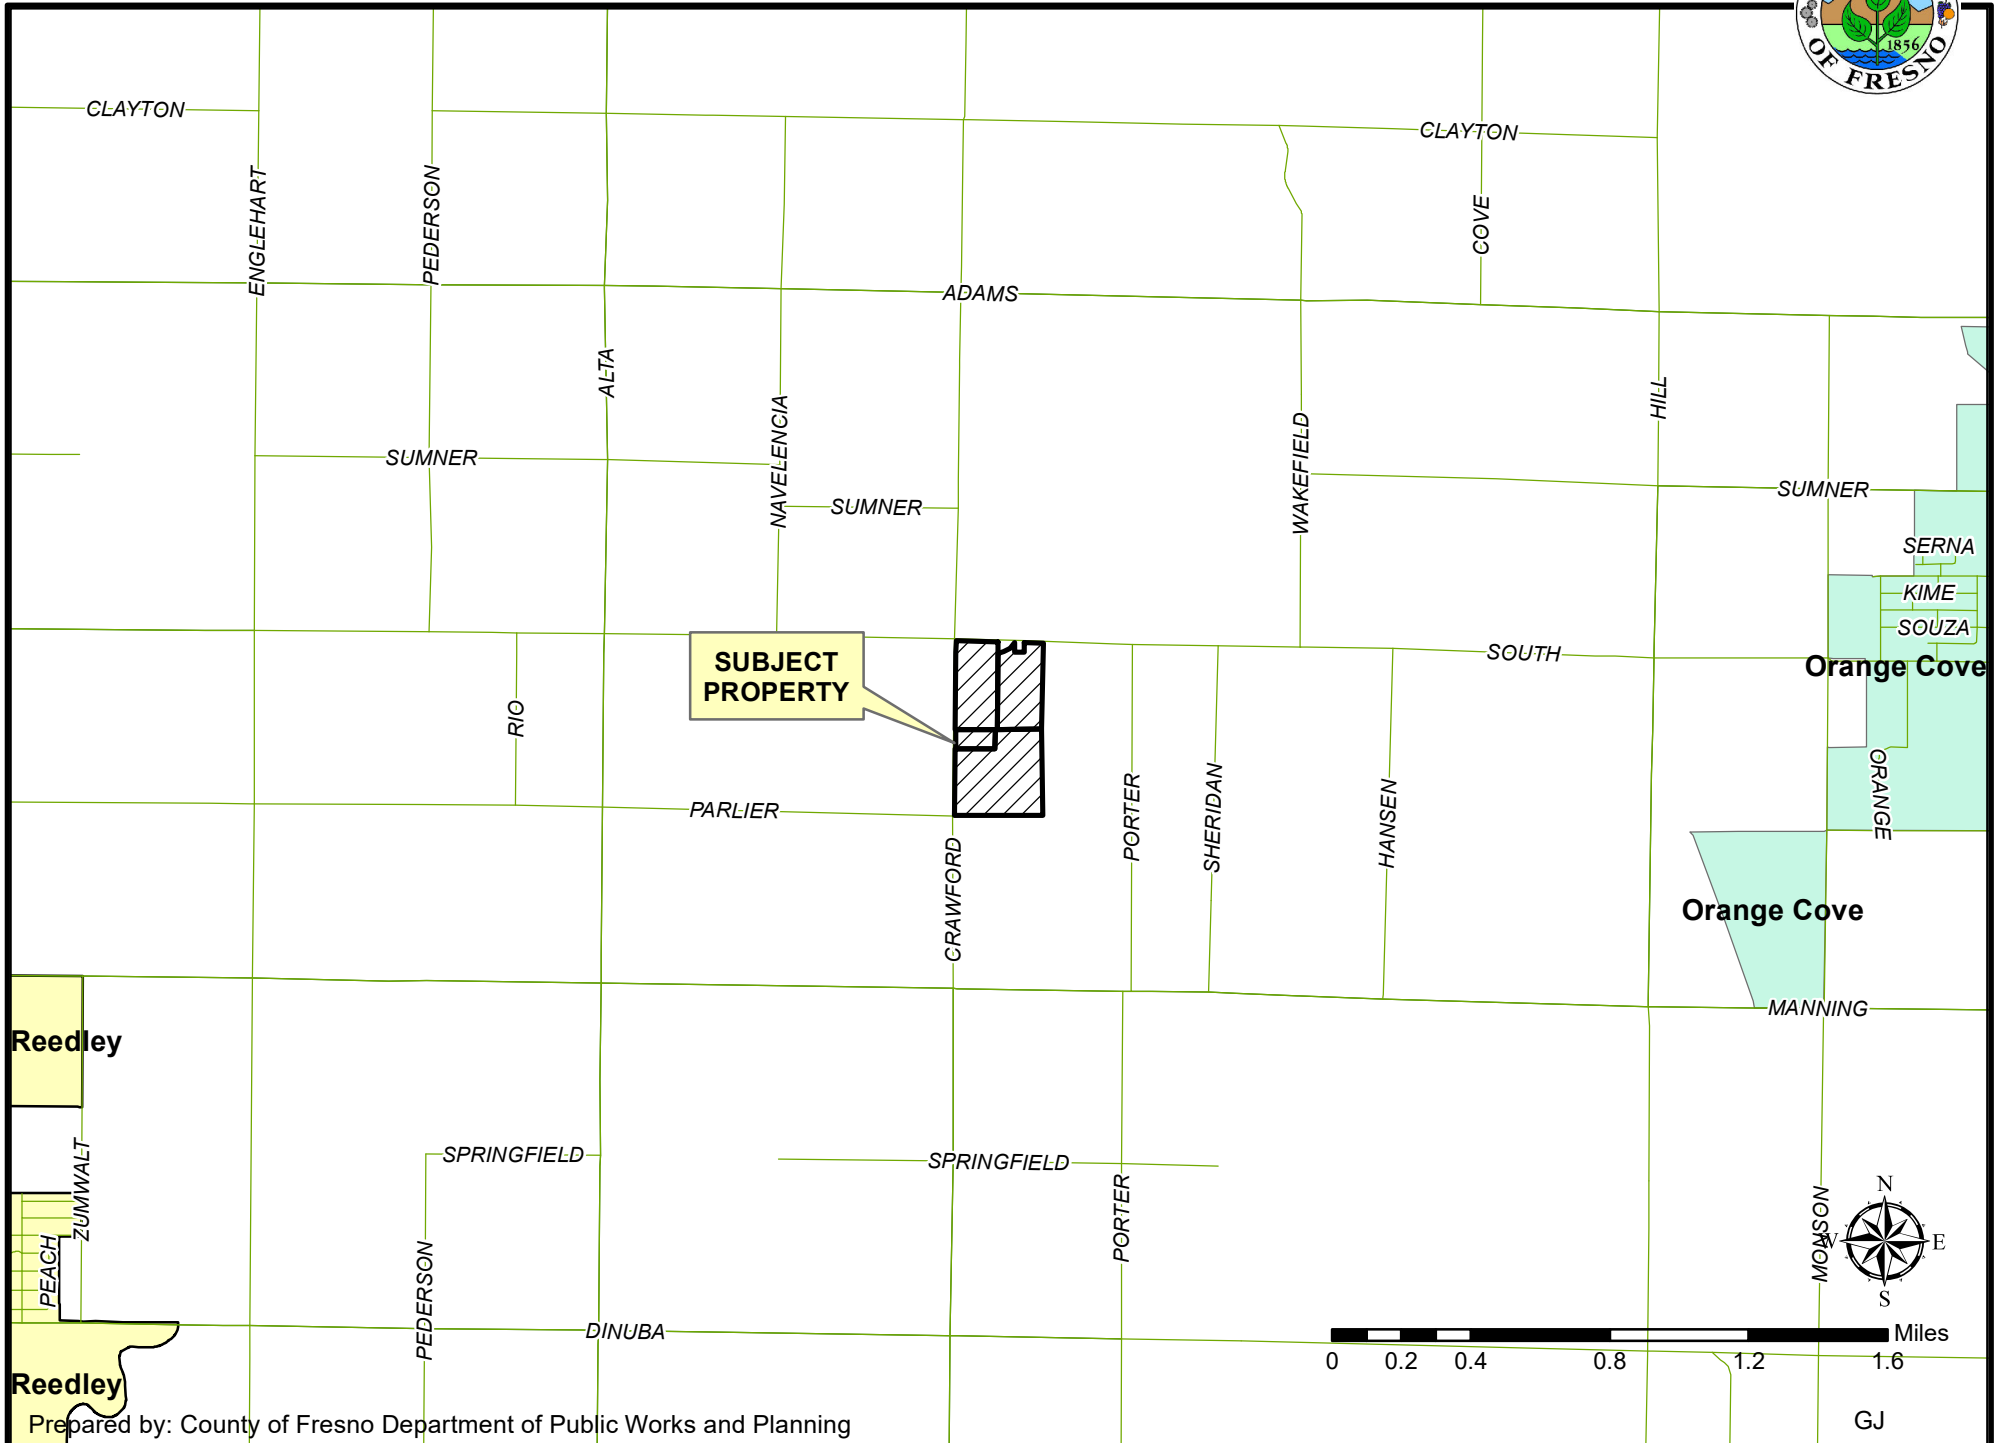 1856
OF FRESNO
CLAYTON
CLAYTON
ENGLEHART
PEDERSON
COVE
ADAMS
ALTA
HILL
NAVELENCIA
WAKEFIELD
SUMNER
SUMNER
SUMNER
SERNA
KIME
SOUZA
SUBJECT
PROPERTY
SOUTH
Orange Cove
RIO
ORANGE
PARLIER
PORTER
SHERIDAN
HANSEN
CRAWFORD
Orange Cove
MANNING
Reedley
ZUMWALT
SPRINGFIELD
SPRINGFIELD
PORTER
MONSON
N
W
E
S
PEACH
PEDERSON
DINUBA
Miles
0 0.2 0.4 0.8 1.2 1.6
Reedley
Prepared by: County of Fresno Department of Public Works and Planning
GJ